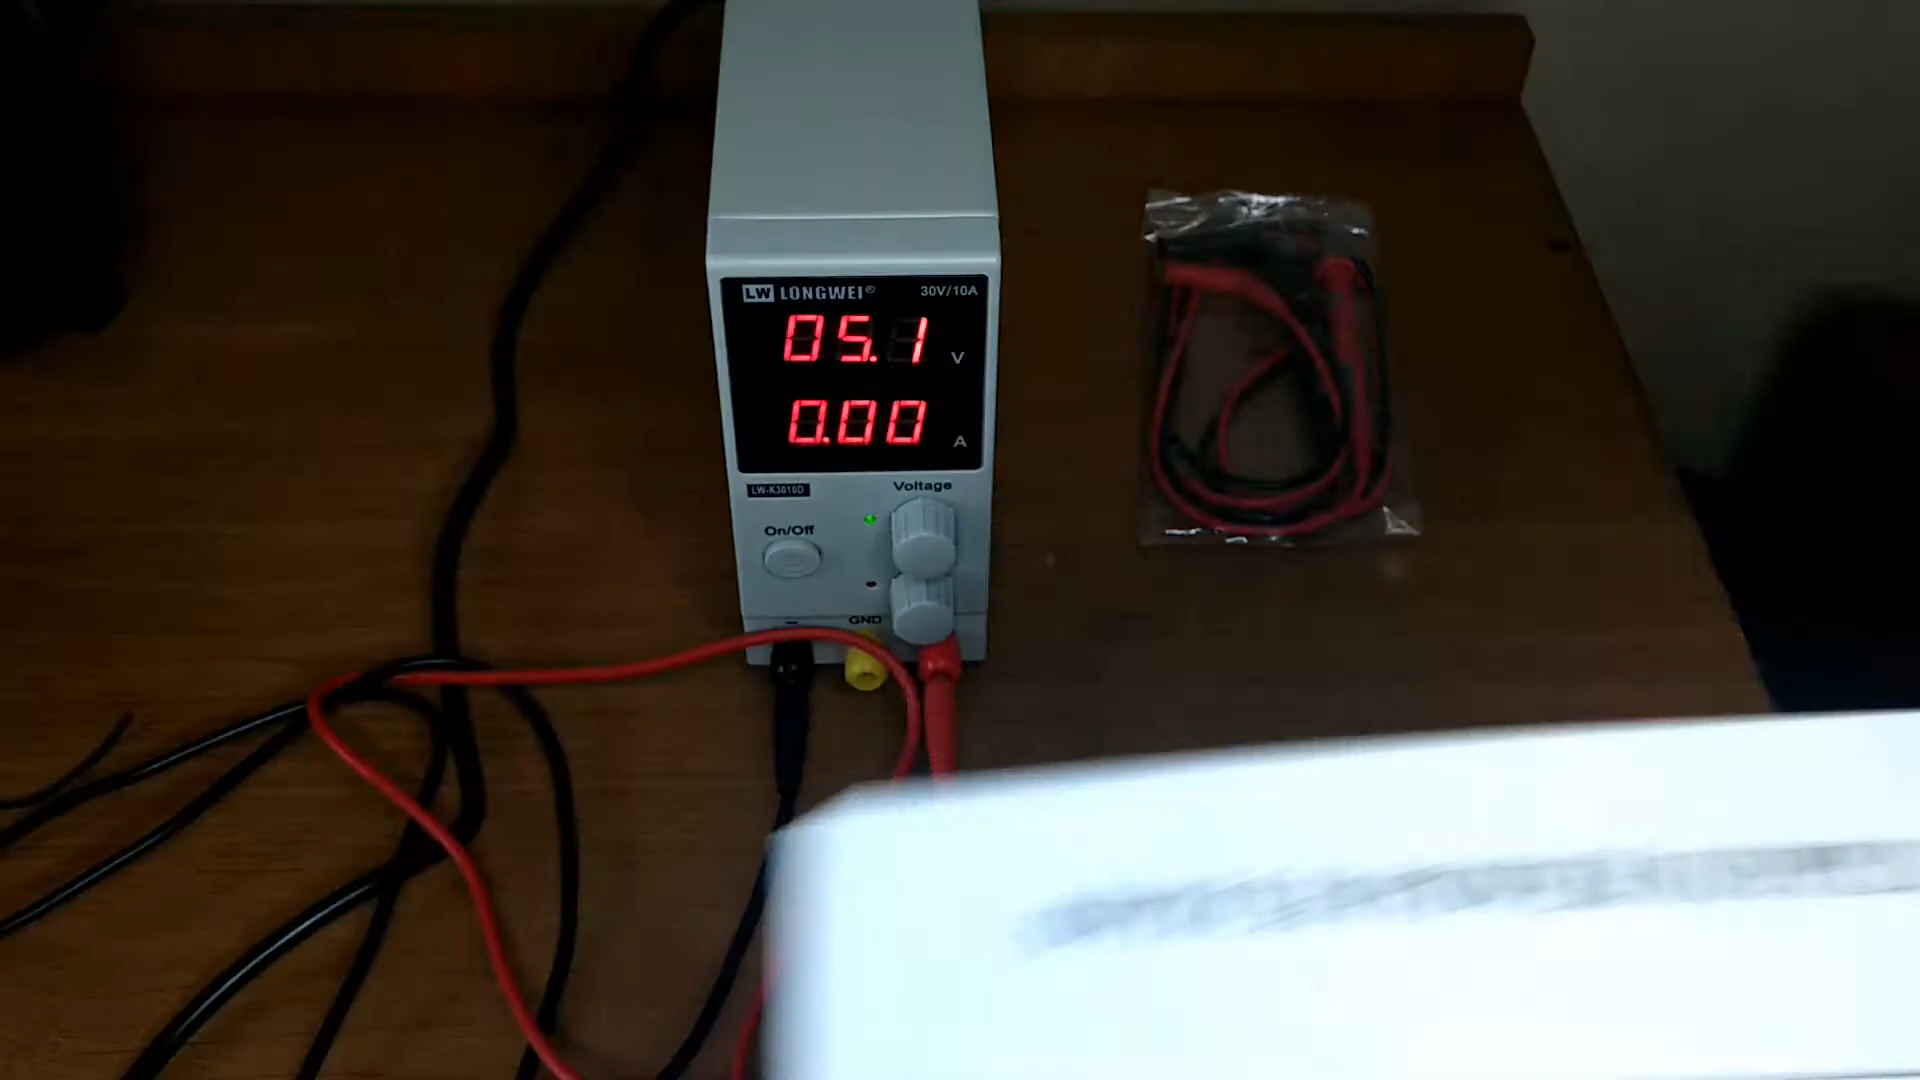 LW LONGWEI® 30V/10A
05.1 V
0.00 A
LW-K3010D
Voltage
On/Off
GND